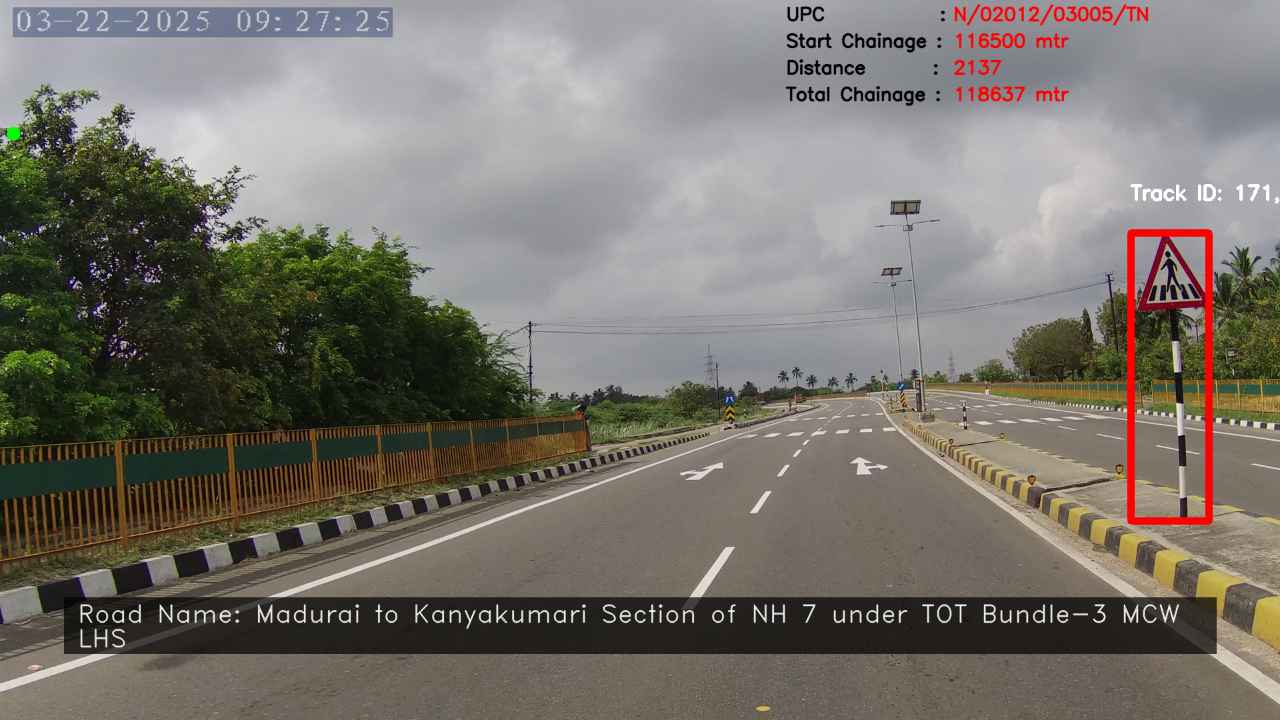 03-22-2025 09:27:25
UPC : N/02012/03005/TN
Start Chainage : 116500 mtr
Distance : 2137
Total Chainage : 118637 mtr
Track ID: 171,
Road Name: Madurai to Kanyakumari Section of NH 7 under TOT Bundle-3 MCW
LHS